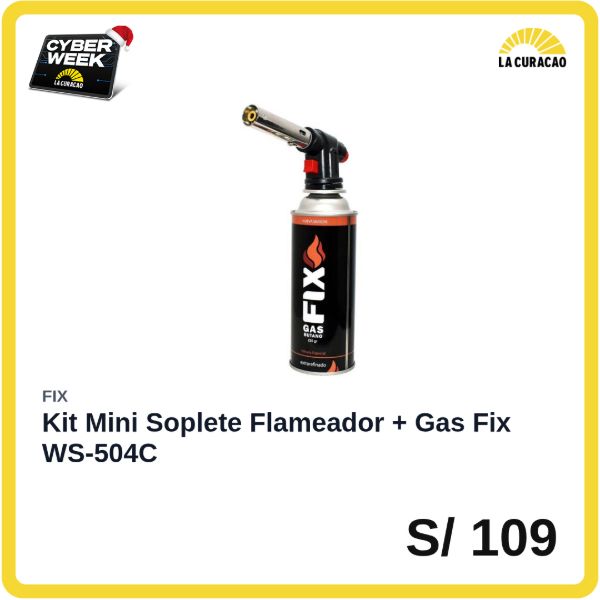 CYBER
WEEK
LA CURACAO
LA CURACAO
FIX
GAS
BUTANO
extrarefinado
FIX
Kit Mini Soplete Flameador + Gas Fix
WS-504C
S/ 109